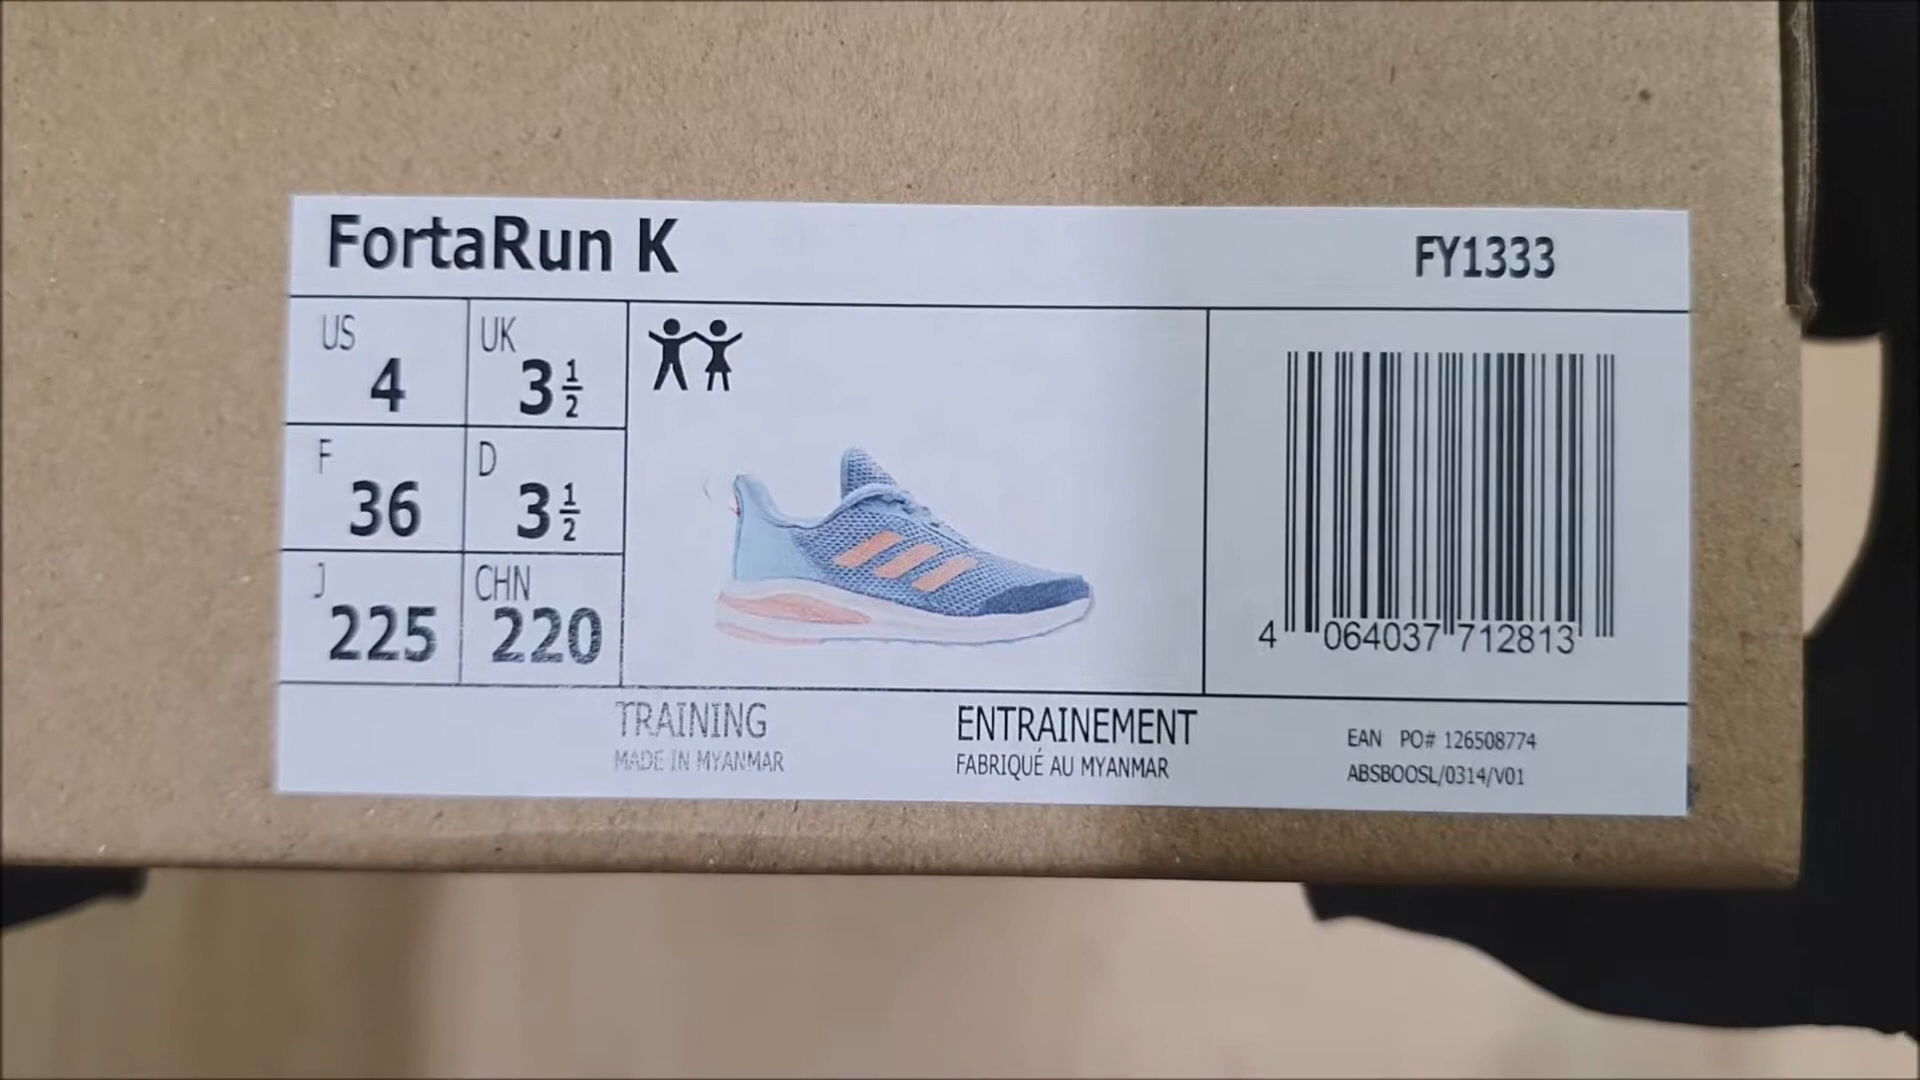 FortaRun K
FY1333
US 4
UK 3 1/2
F 36
D 3 1/2
J 225
CHN 220
4 064037 712813
TRAINING
MADE IN MYANMAR
ENTRAINEMENT
FABRIQUÉ AU MYANMAR
EAN PO# 126508774
ABSBOOSL/0314/V01